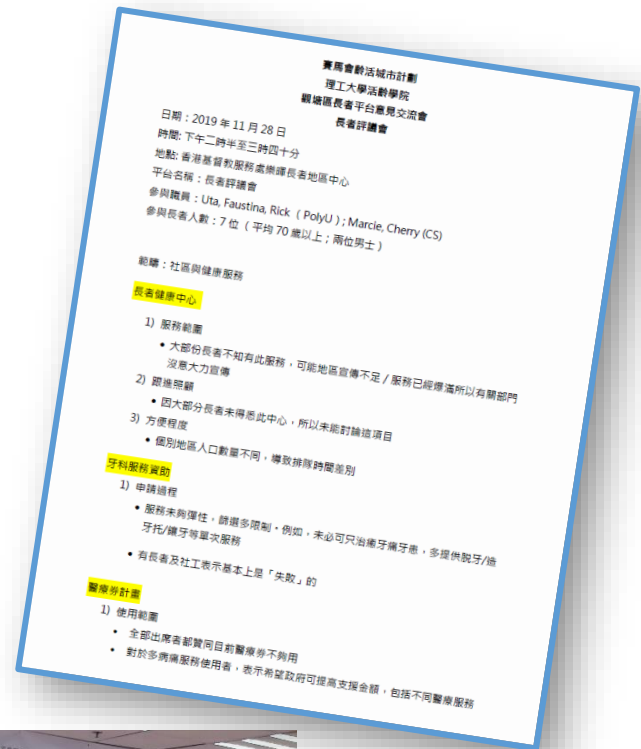 賽馬會齡活城市計劃
理工大學活齡學院
觀塘區長者平台意見交流會
長者評議會
日期：2019 年 11 月 28 日
時間: 下午二時半至三時四十分
地點: 香港基督教服務處樂暉長者地區中心
平台名稱：長者評議會
參與職員：Uta, Faustina, Rick（PolyU）; Marcie, Cherry (CS)
參與長者人數：7 位（平均 70 歲以上；兩位男士）
範疇：社區與健康服務
長者健康中心
1) 服務範圍
• 大部份長者不知有此服務，可能地區宣傳不足 / 服務已經爆滿所以有關部門
沒意大力宣傳
2) 跟進照顧
• 因大部分長者未得悉此中心，所以未能討論這項目
3) 方便程度
• 個別地區人口數量不同，導致排隊時間差別
牙科服務資助
1) 申請過程
• 服務未夠彈性，篩選多限制。例如，未必可只治癒牙痛牙患，多提供脱牙/造
牙托/鑲牙等單次服務
• 有長者及社工表示基本上是「失敗」的
醫療券計畫
1) 使用範圍
• 全部出席者都贊同目前醫療券不夠用
• 對於多病痛服務使用者，表示希望政府可提高支援金額，包括不同醫療服務